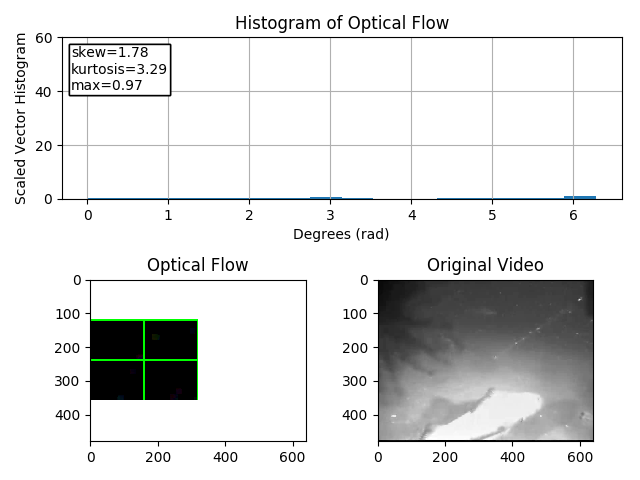 Histogram of Optical Flow
Scaled Vector Histogram
60
40
20
0
skew=1.78
kurtosis=3.29
max=0.97
0 1 2 3 4 5 6
Degrees (rad)
Optical Flow
0
100
200
300
400
0 200 400 600
Original Video
0
100
200
300
400
0 200 400 600